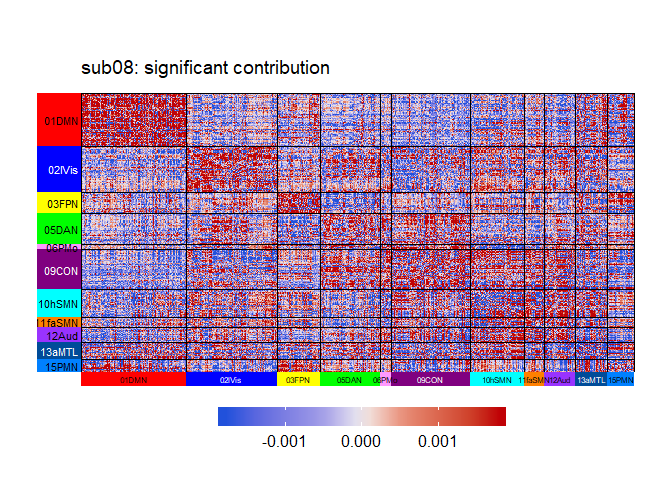 sub08: significant contribution
01DMN
02lVis
03FPN
05DAN
06PMo
09CON
10hSMN
11faSMN
12Aud
13aMTL
15PMN
01DMN 02lVis 03FPN 05DAN 06PMo 09CON 10hSMN 11faSMN 12Aud 13aMTL 15PMN
-0.001 0.000 0.001